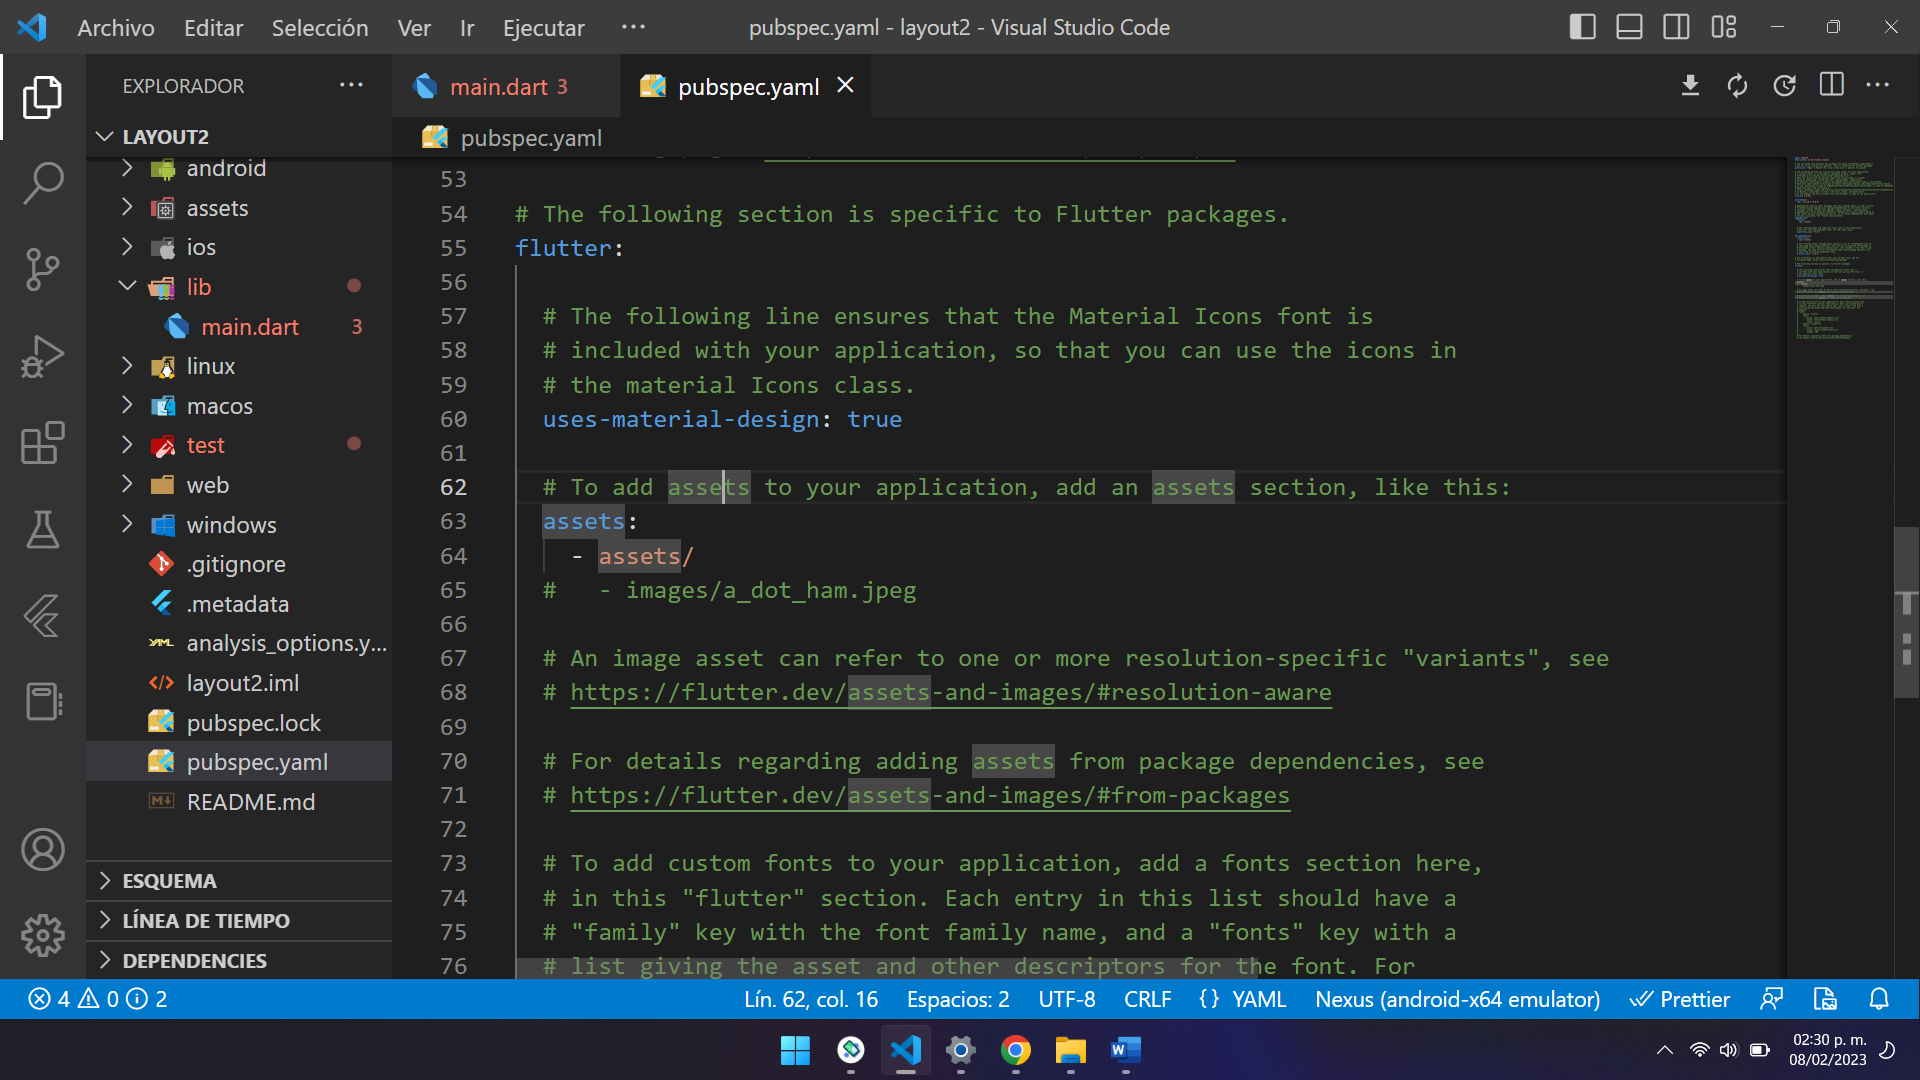 Archivo Editar Selección Ver Ir Ejecutar ···
pubspec.yaml - layout2 - Visual Studio Code
EXPLORADOR ···
main.dart 3
pubspec.yaml
LAYOUT2
pubspec.yaml
android
assets
ios
lib
main.dart 3
linux
macos
test
web
windows
.gitignore
.metadata
analysis_options.y...
layout2.iml
pubspec.lock
pubspec.yaml
README.md
ESQUEMA
LÍNEA DE TIEMPO
DEPENDENCIES
53
54 # The following section is specific to Flutter packages.
55 flutter:
56
57 # The following line ensures that the Material Icons font is
58 # included with your application, so that you can use the icons in
59 # the material Icons class.
60 uses-material-design: true
61
62 # To add assets to your application, add an assets section, like this:
63 assets:
64 - assets/
65 # - images/a_dot_ham.jpeg
66
67 # An image asset can refer to one or more resolution-specific "variants", see
68 # https://flutter.dev/assets-and-images/#resolution-aware
69
70 # For details regarding adding assets from package dependencies, see
71 # https://flutter.dev/assets-and-images/#from-packages
72
73 # To add custom fonts to your application, add a fonts section here,
74 # in this "flutter" section. Each entry in this list should have a
75 # "family" key with the font family name, and a "fonts" key with a
76 # list giving the asset and other descriptors for the font. For
4 0 2
Lín. 62, col. 16 Espacios: 2 UTF-8 CRLF {} YAML Nexus (android-x64 emulator) Prettier
02:30 p. m.
08/02/2023